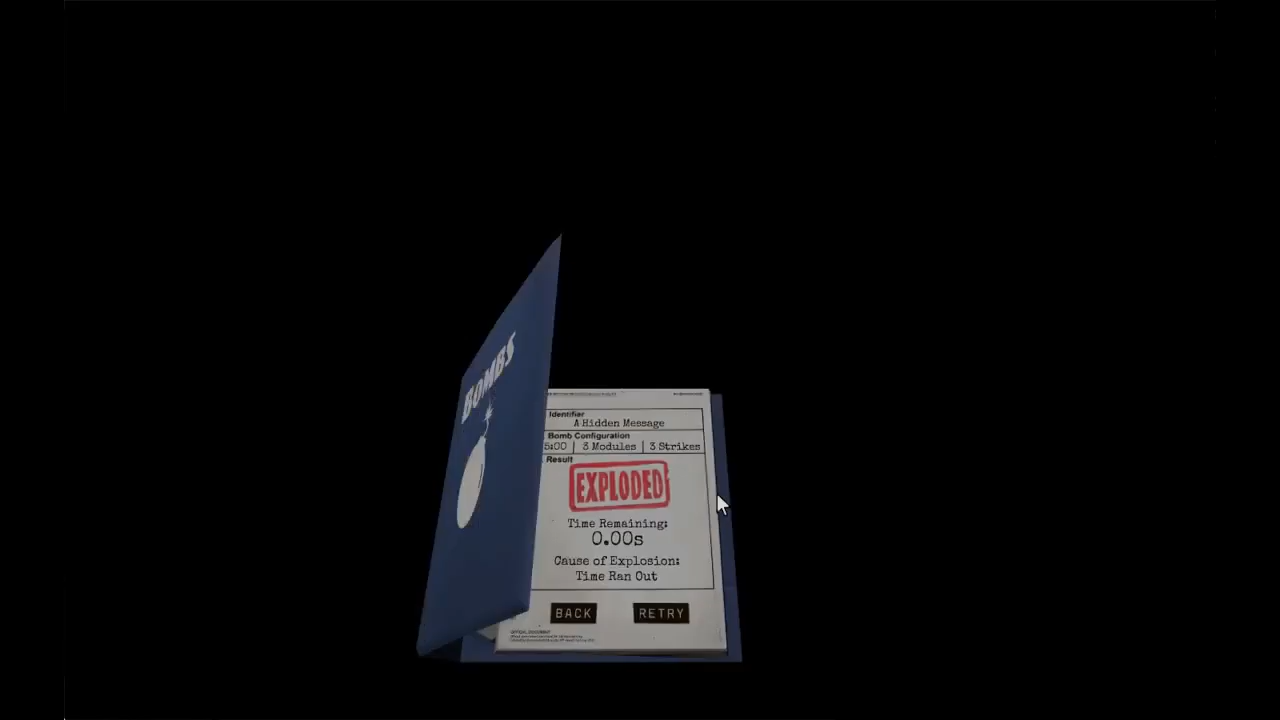 BOMBS
Identifier
A Hidden Message
Bomb Configuration
5:00 | 3 Modules | 3 Strikes
Result
EXPLODED
Time Remaining:
0.00s
Cause of Explosion:
Time Ran Out
BACK RETRY